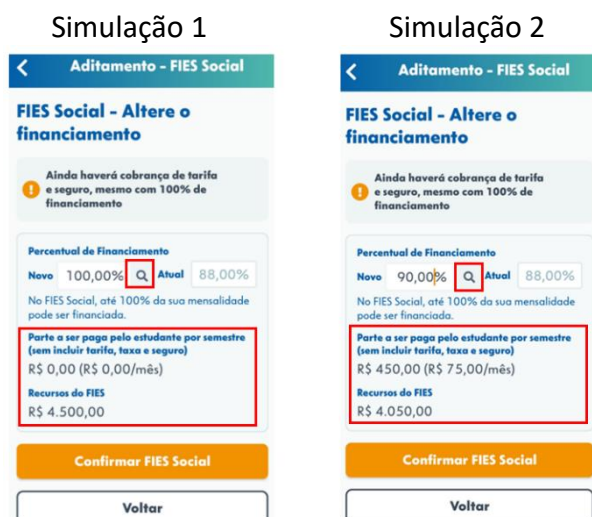 Simulação 1
Aditamento - FIES Social
FIES Social - Altere o
financiamento
Ainda haverá cobrança de tarifa
e seguro, mesmo com 100% de
financiamento
Percentual de Financiamento
Novo 100,00% Atual 88,00%
No FIES Social, até 100% da sua mensalidade
pode ser financiada.
Parte a ser paga pelo estudante por semestre
(sem incluir tarifa, taxa e seguro)
R$ 0,00 (R$ 0,00/mês)
Recursos do FIES
R$ 4.500,00
Confirmar FIES Social
Voltar
Simulação 2
Aditamento - FIES Social
FIES Social - Altere o
financiamento
Ainda haverá cobrança de tarifa
e seguro, mesmo com 100% de
financiamento
Percentual de Financiamento
Novo 90,00% Atual 88,00%
No FIES Social, até 100% da sua mensalidade
pode ser financiada.
Parte a ser paga pelo estudante por semestre
(sem incluir tarifa, taxa e seguro)
R$ 450,00 (R$ 75,00/mês)
Recursos do FIES
R$ 4.050,00
Confirmar FIES Social
Voltar